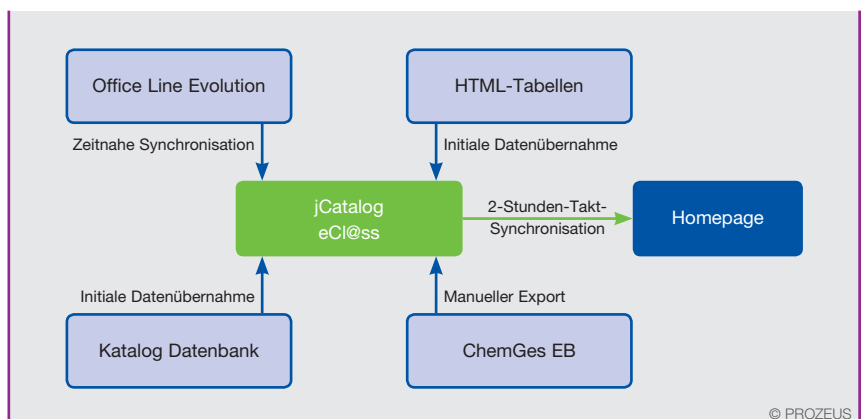 Office Line Evolution
HTML-Tabellen
Zeitnahe Synchronisation
Initiale Datenübernahme
jCatalog
eCl@ss
2-Stunden-Takt-
Synchronisation
Homepage
Initiale Datenübernahme
Manueller Export
Katalog Datenbank
ChemGes EB
© PROZEUS